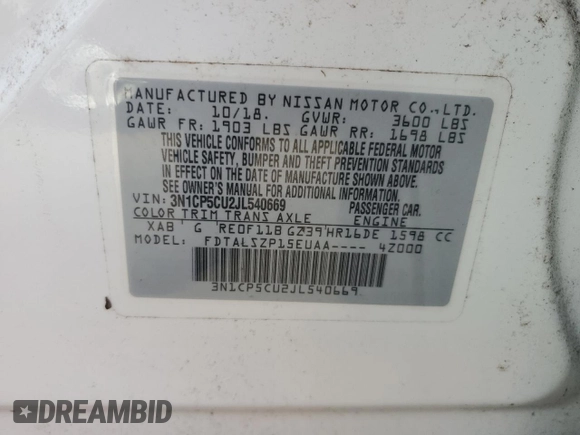 MANUFACTURED BY NISSAN MOTOR CO.,LTD.
DATE: 10/18. GVWR: 3600 LBS
GAWR FR: 1903 LBS GAWR RR: 1698 LBS
THIS VEHICLE CONFORMS TO ALL APPLICABLE FEDERAL MOTOR
VEHICLE SAFETY, BUMPER AND THEFT PREVENTION STANDARDS
IN EFFECT ON THE DATE OF MANUFACTURE SHOWN ABOVE.
SEE OWNER'S MANUAL FOR ADDITIONAL INFORMATION
VIN: 3N1CP5CU2JL540669 PASSENGER CAR.
COLOR TRIM TRANS AXLE ENGINE
XAB G RE0F11B GZ39 HR16DE 1598 CC
MODEL: FDTALSZP15EUAA---- 4Z000
3N1CP5CU2JL540669
DREAMBID